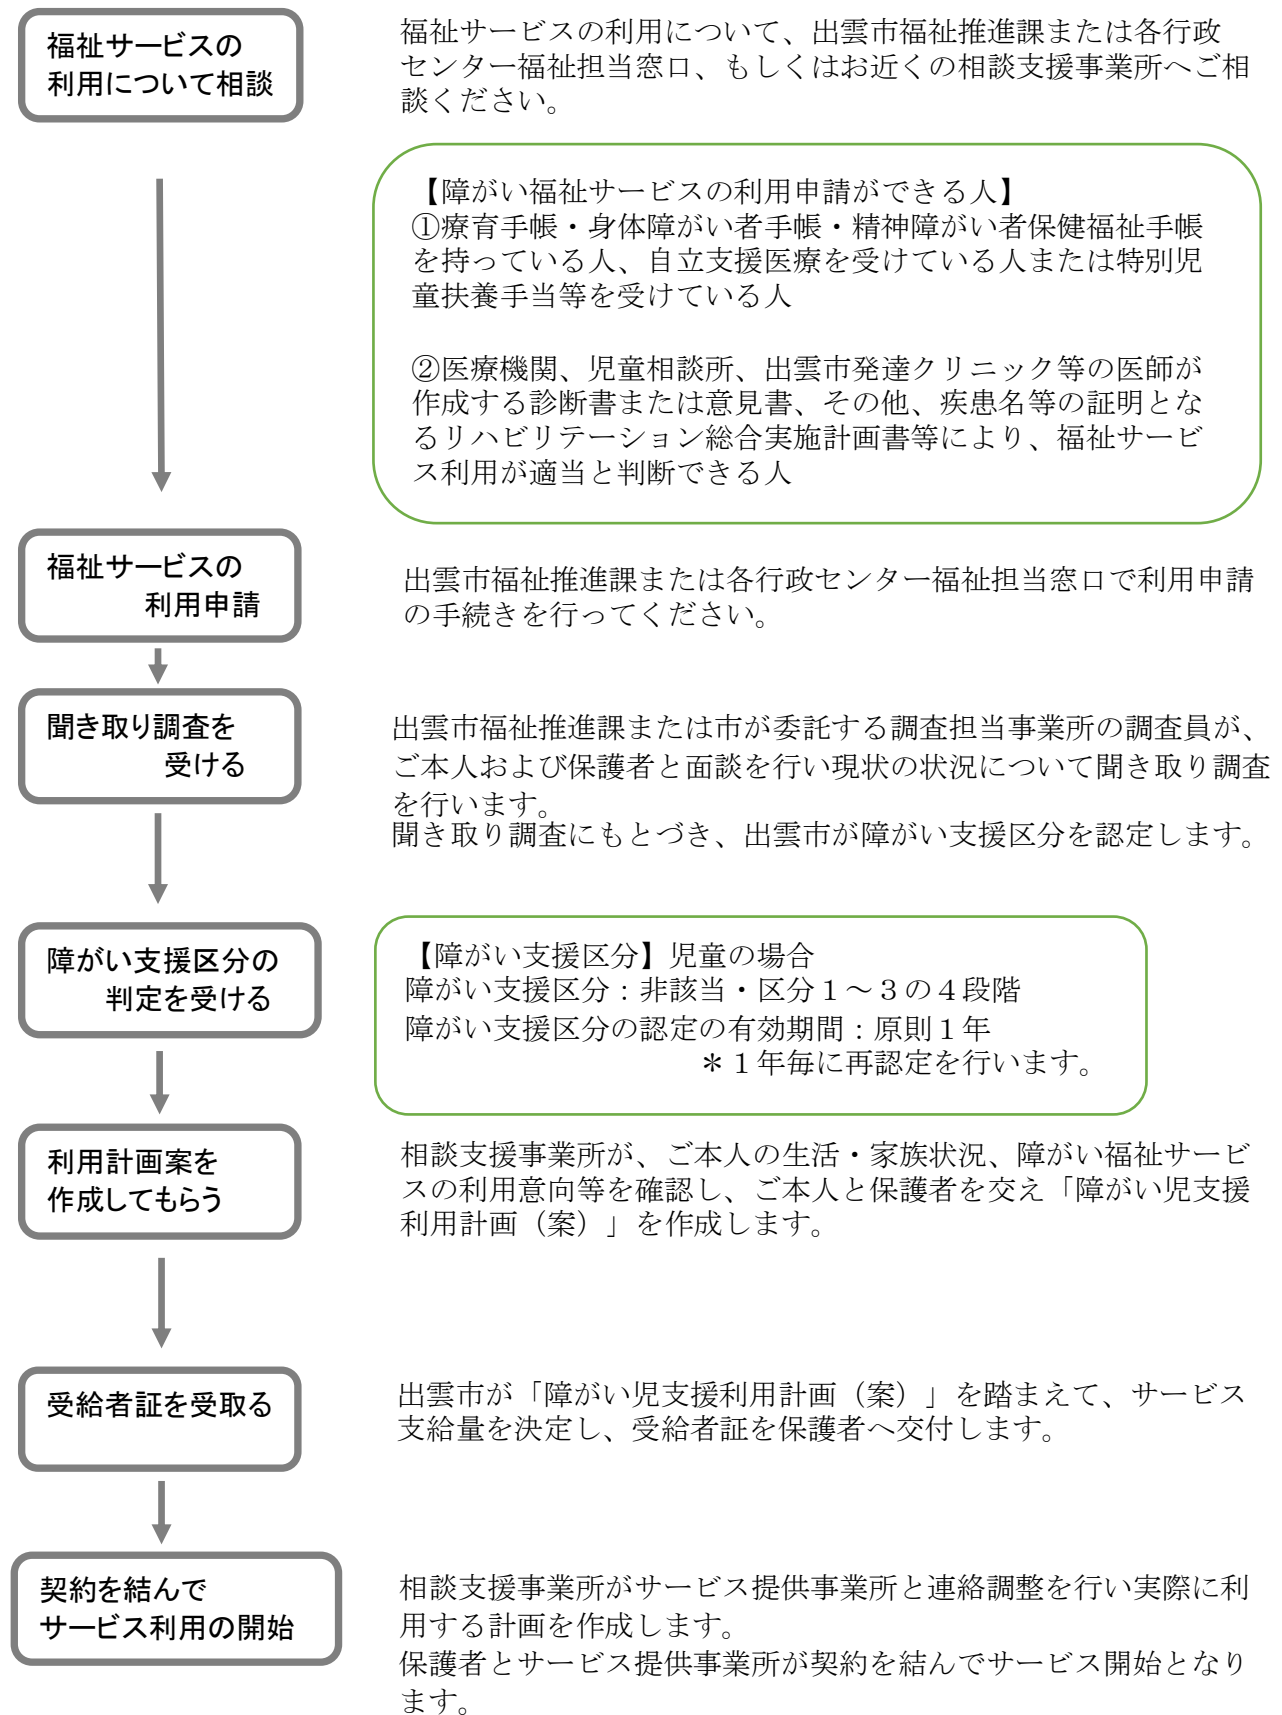 福祉サービスの
利用について相談
福祉サービスの利用について、出雲市福祉推進課または各行政
センター福祉担当窓口、もしくはお近くの相談支援事業所へご相
談ください。
【障がい福祉サービスの利用申請ができる人】
①療育手帳・身体障がい者手帳・精神障がい者保健福祉手帳
を持っている人、自立支援医療を受けている人または特別児
童扶養手当等を受けている人
②医療機関、児童相談所、出雲市発達クリニック等の医師が
作成する診断書または意見書、その他、疾患名等の証明とな
るリハビリテーション総合実施計画書等により、福祉サービ
ス利用が適当と判断できる人
福祉サービスの
利用申請
出雲市福祉推進課または各行政センター福祉担当窓口で利用申請
の手続きを行ってください。
聞き取り調査を
受ける
出雲市福祉推進課または市が委託する調査担当事業所の調査員が、
ご本人および保護者と面談を行い現状の状況について聞き取り調査
を行います。
聞き取り調査にもとづき、出雲市が障がい支援区分を認定します。
障がい支援区分の
判定を受ける
【障がい支援区分】児童の場合
障がい支援区分：非該当・区分１～３の４段階
障がい支援区分の認定の有効期間：原則１年
＊１年毎に再認定を行います。
利用計画案を
作成してもらう
相談支援事業所が、ご本人の生活・家族状況、障がい福祉サービ
スの利用意向等を確認し、ご本人と保護者を交え「障がい児支援
利用計画（案）」を作成します。
受給者証を受取る
出雲市が「障がい児支援利用計画（案）」を踏まえて、サービス
支給量を決定し、受給者証を保護者へ交付します。
契約を結んで
サービス利用の開始
相談支援事業所がサービス提供事業所と連絡調整を行い実際に利
用する計画を作成します。
保護者とサービス提供事業所が契約を結んでサービス開始となり
ます。